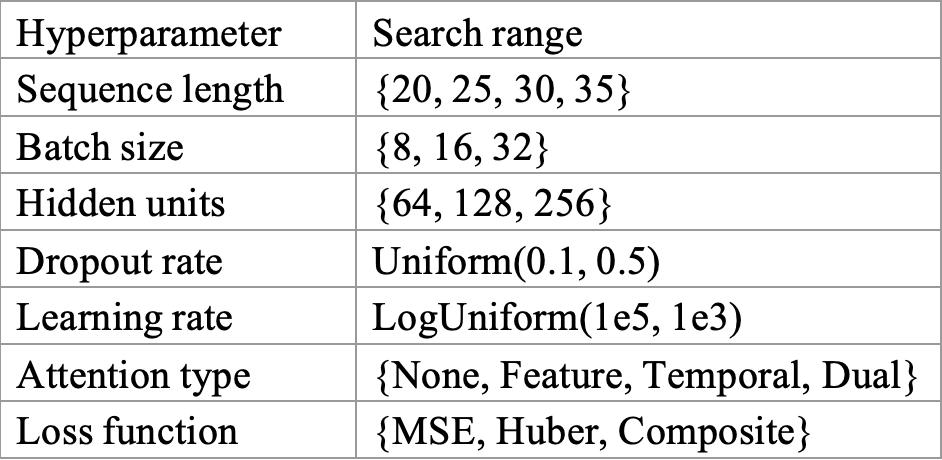 Hyperparameter Search range
Sequence length {20, 25, 30, 35}
Batch size {8, 16, 32}
Hidden units {64, 128, 256}
Dropout rate Uniform(0.1, 0.5)
Learning rate LogUniform(1e5, 1e3)
Attention type {None, Feature, Temporal, Dual}
Loss function {MSE, Huber, Composite}